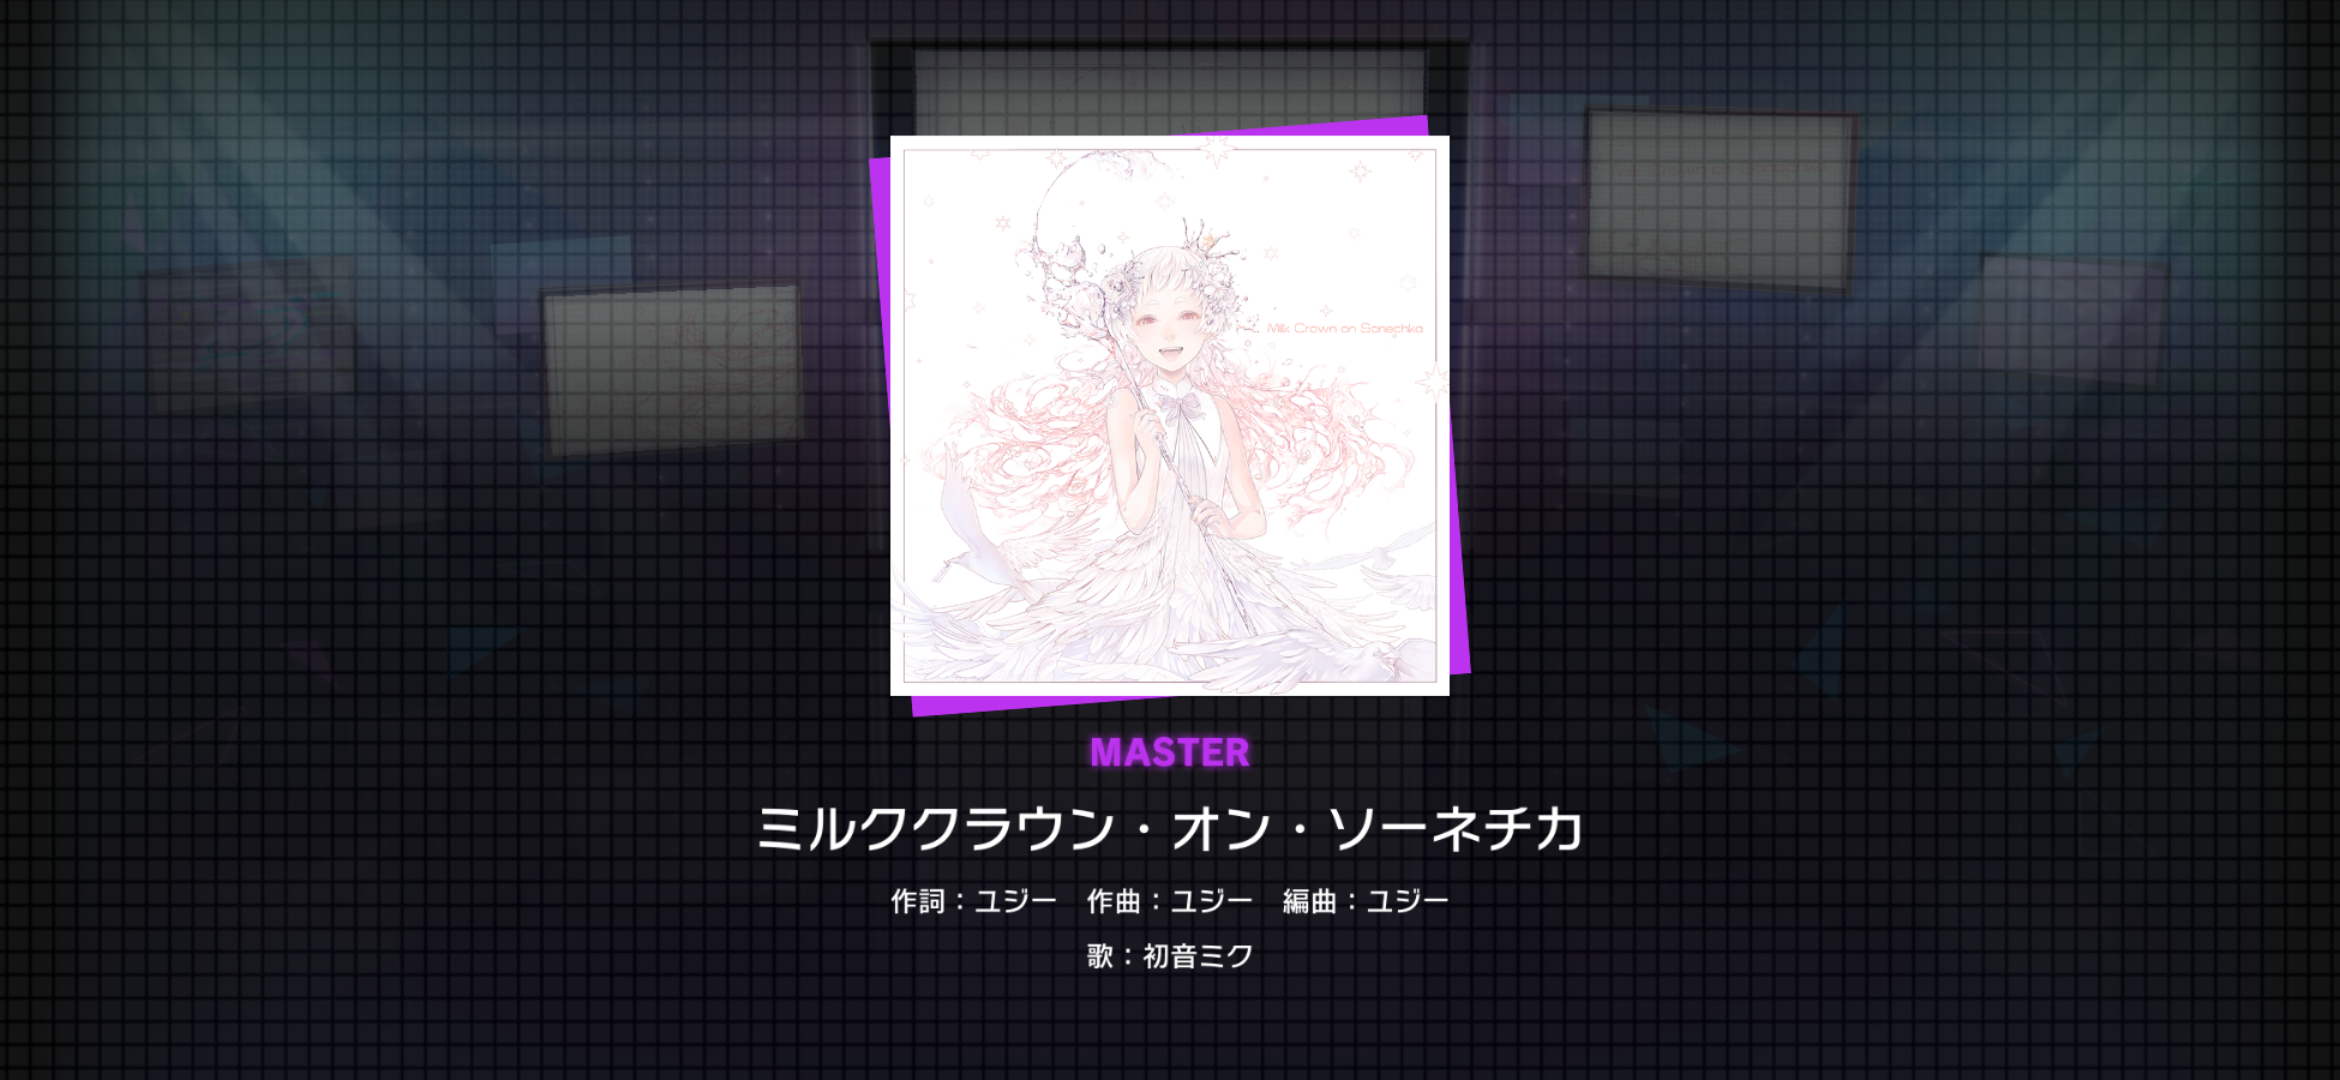 Milk Crown on Sonechka
MASTER
ミルククラウン・オン・ソーネチカ
作詞：ユジー　作曲：ユジー　編曲：ユジー
歌：初音ミク